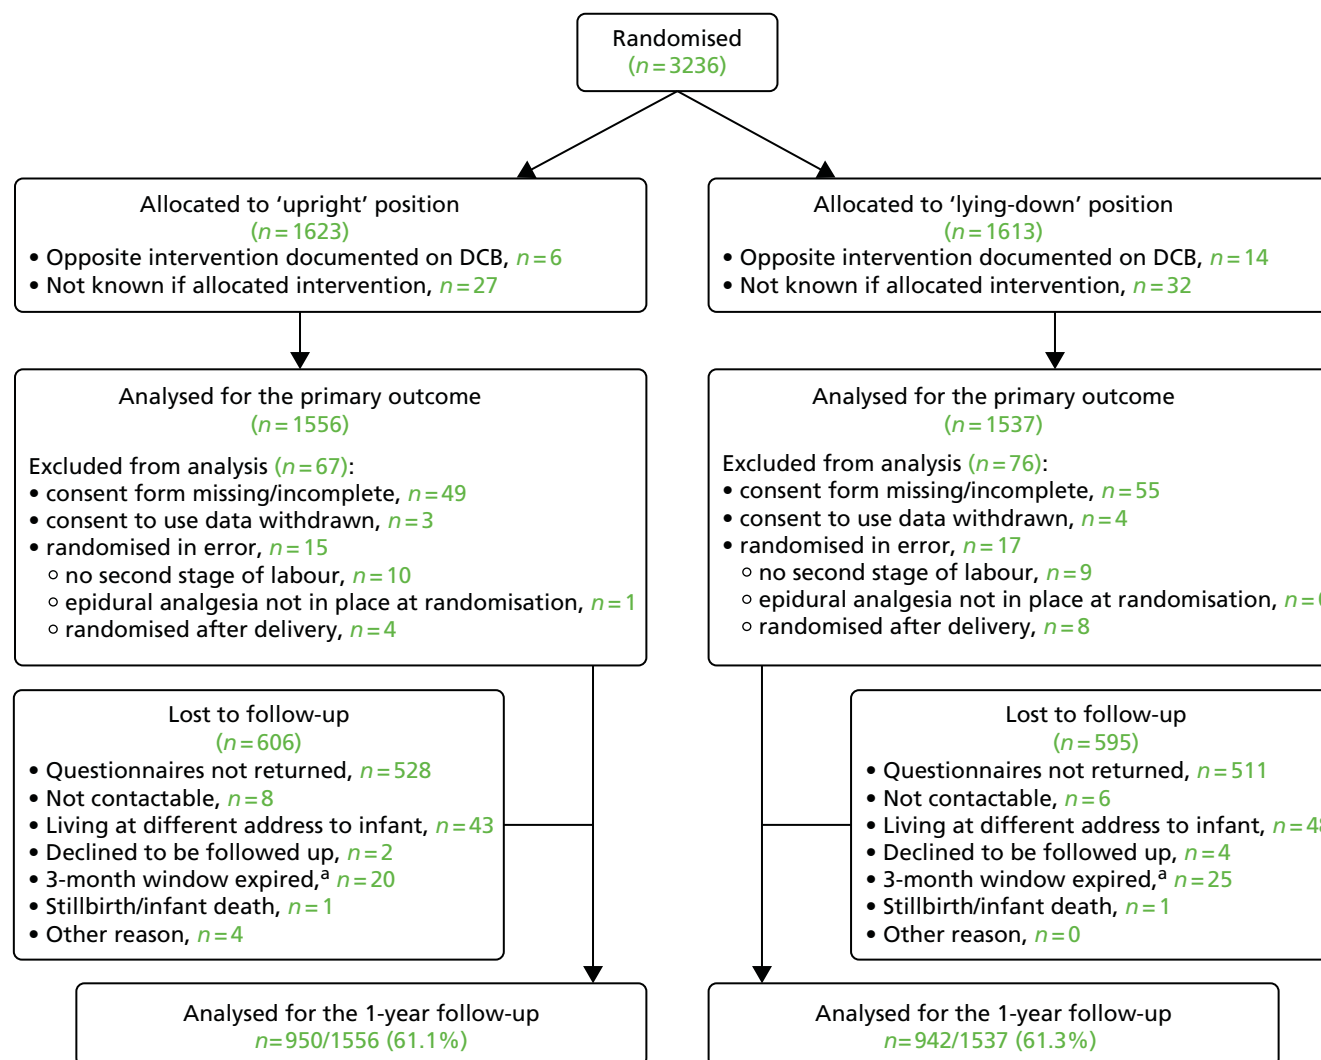 Randomised
(n=3236)
Allocated to ‘upright’ position
(n=1623)
• Opposite intervention documented on DCB, n=6
• Not known if allocated intervention, n=27
Allocated to ‘lying-down’ position
(n=1613)
• Opposite intervention documented on DCB, n=14
• Not known if allocated intervention, n=32
Analysed for the primary outcome
(n=1556)
Excluded from analysis (n=67):
• consent form missing/incomplete, n=49
• consent to use data withdrawn, n=3
• randomised in error, n=15
○ no second stage of labour, n=10
○ epidural analgesia not in place at randomisation, n=1
○ randomised after delivery, n=4
Analysed for the primary outcome
(n=1537)
Excluded from analysis (n=76):
• consent form missing/incomplete, n=55
• consent to use data withdrawn, n=4
• randomised in error, n=17
○ no second stage of labour, n=9
○ epidural analgesia not in place at randomisation, n=
○ randomised after delivery, n=8
Lost to follow-up
(n=606)
• Questionnaires not returned, n=528
• Not contactable, n=8
• Living at different address to infant, n=43
• Declined to be followed up, n=2
• 3-month window expired,ᵃ n=20
• Stillbirth/infant death, n=1
• Other reason, n=4
Lost to follow-up
(n=595)
• Questionnaires not returned, n=511
• Not contactable, n=6
• Living at different address to infant, n=48
• Declined to be followed up, n=4
• 3-month window expired,ᵃ n=25
• Stillbirth/infant death, n=1
• Other reason, n=0
Analysed for the 1-year follow-up
n=950/1556 (61.1%)
Analysed for the 1-year follow-up
n=942/1537 (61.3%)